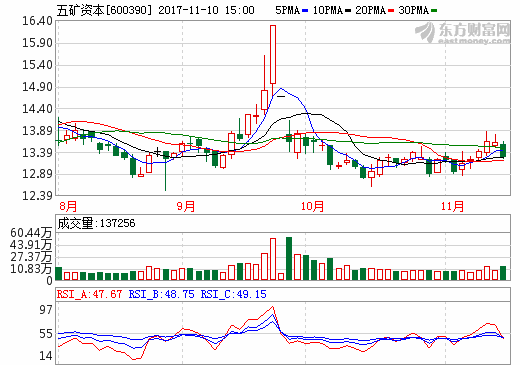 五矿资本[600390] 2017-11-10 15:00 5PMA 10PMA 20PMA 30PMA
东方财富网
eastmoney.com
16.40
15.40
14.90
14.40
13.89
13.39
12.89
12.39
8月 9月 10月 11月
成交量:137256
60.44万
43.91万
27.37万
10.83万
0
RSI_A:47.67 RSI_B:48.75 RSI_C:49.15
97
55
14